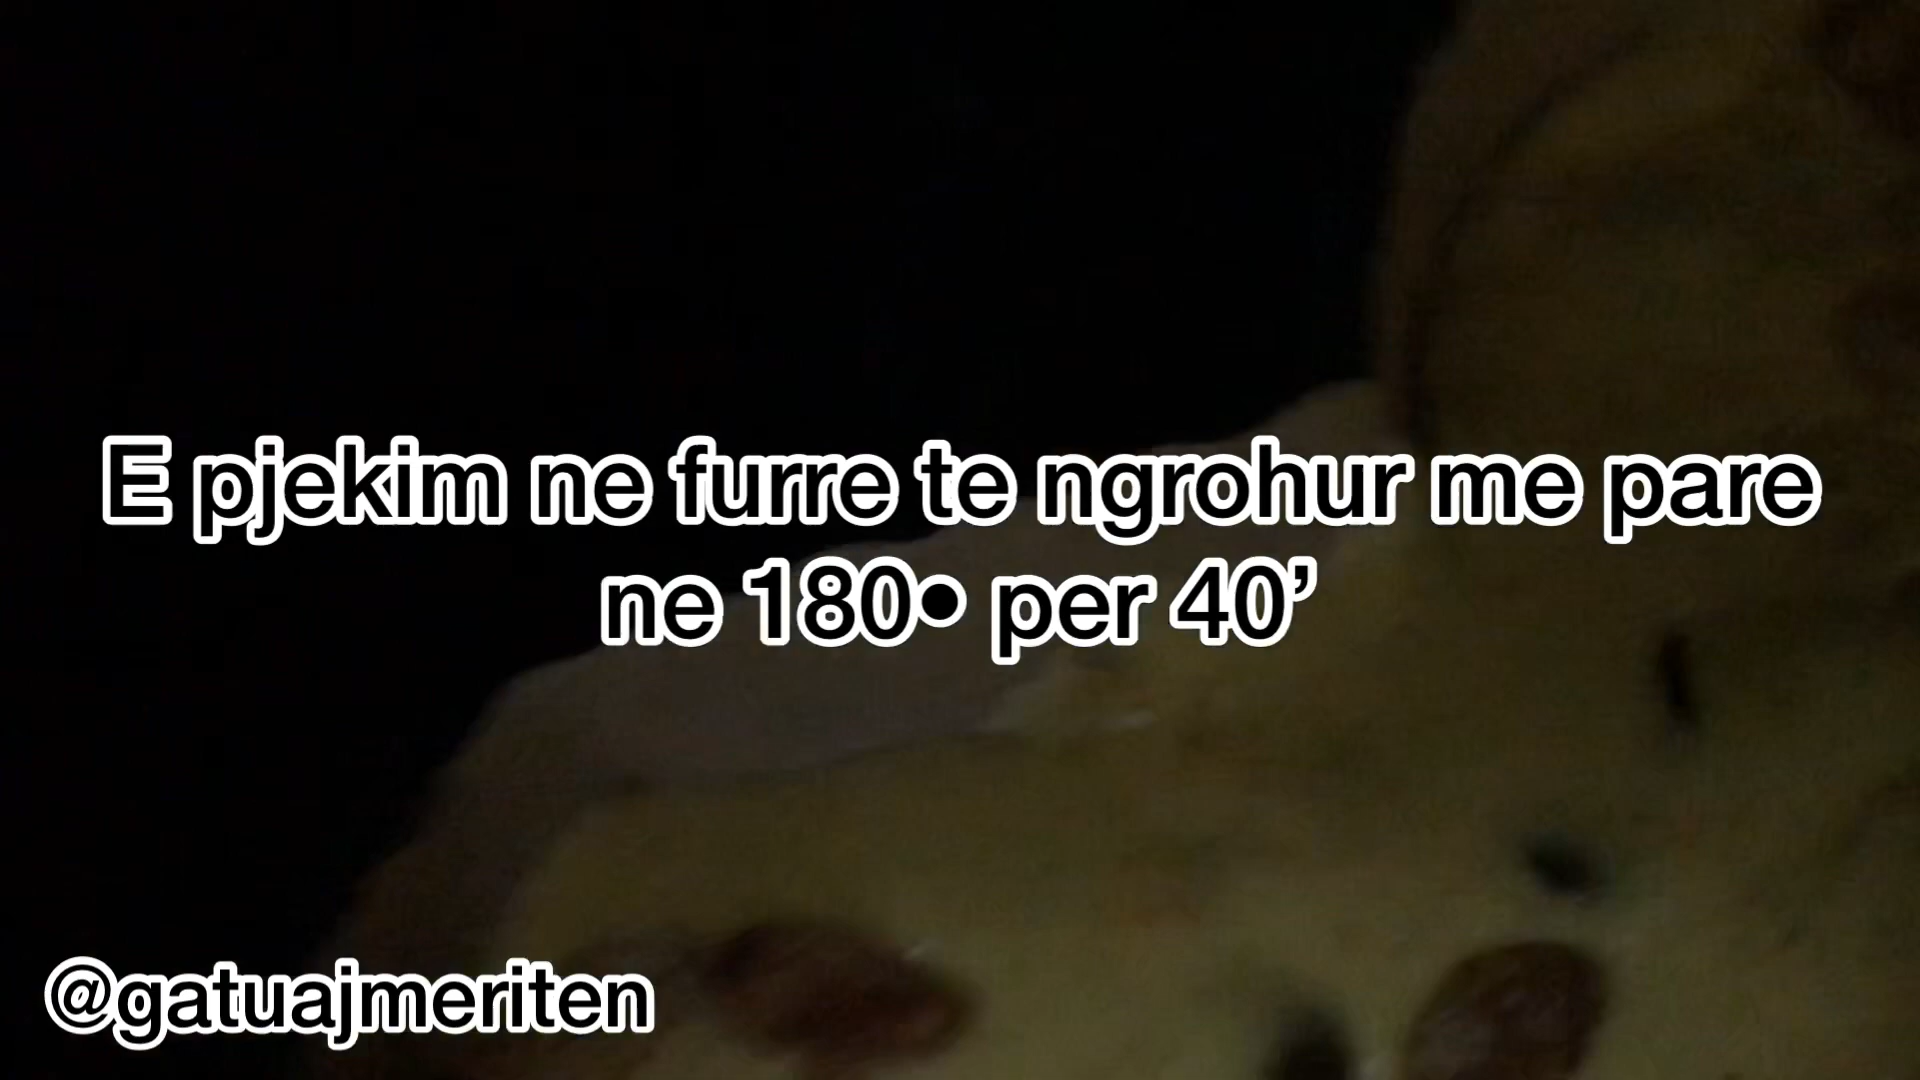 E pjekim ne furre te ngrohur me pare
ne 180• per 40’
@gatuajmeriten